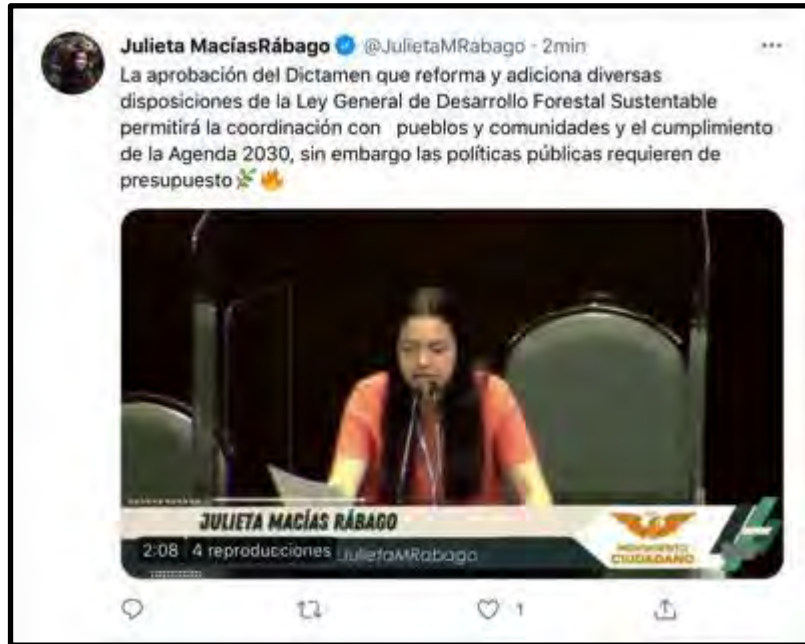 Julieta MacíasRábago @JulietaMRabago · 2min
La aprobación del Dictamen que reforma y adiciona diversas
disposiciones de la Ley General de Desarrollo Forestal Sustentable
permitirá la coordinación con pueblos y comunidades y el cumplimiento
de la Agenda 2030, sin embargo las políticas públicas requieren de
presupuesto🌿🔥
JULIETA MACÍAS RÁBAGO
2:08 4 reproducciones JulietaMRabago
MOVIMIENTO
CIUDADANO
1